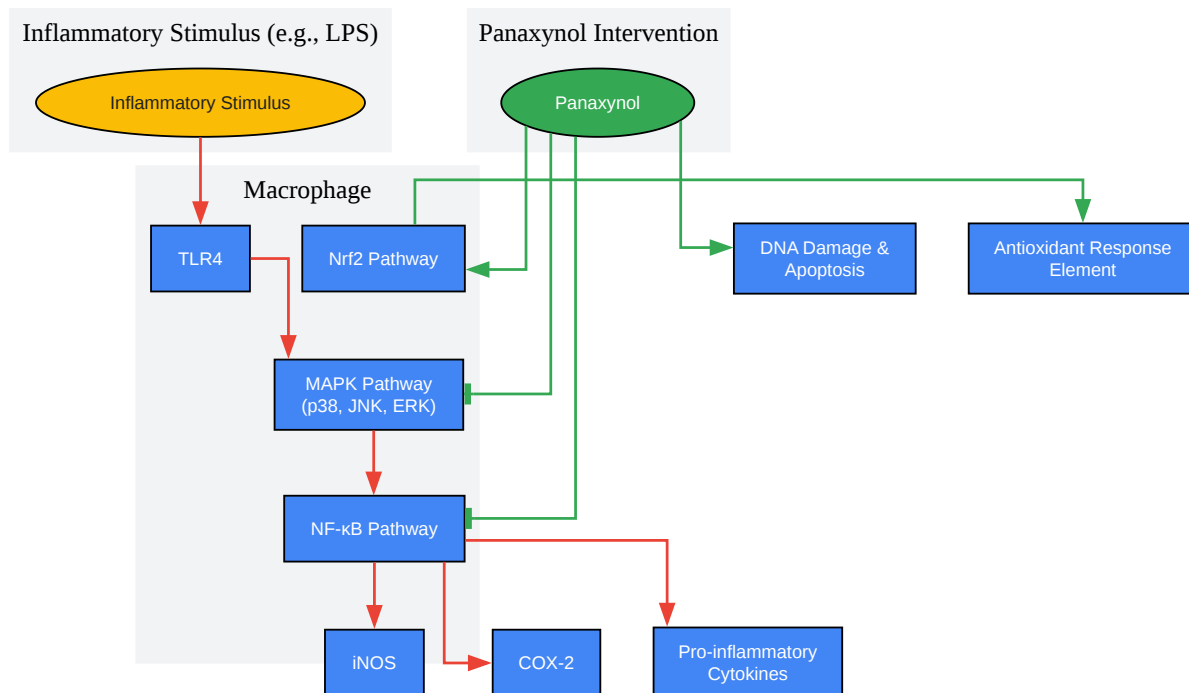 Inflammatory Stimulus (e.g., LPS)
Panaxynol Intervention
Inflammatory Stimulus
Panaxynol
Macrophage
TLR4
Nrf2 Pathway
DNA Damage &
Apoptosis
Antioxidant Response
Element
MAPK Pathway
(p38, JNK, ERK)
NF-κB Pathway
iNOS
COX-2
Pro-inflammatory
Cytokines